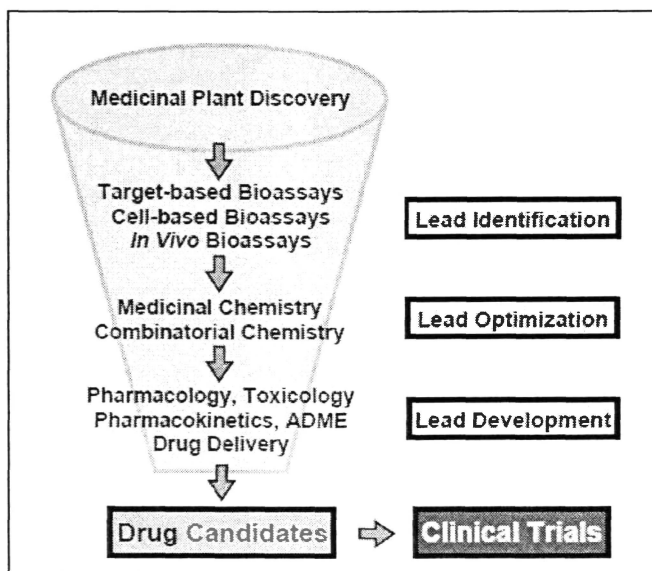 Medicinal Plant Discovery
Target-based Bioassays
Cell-based Bioassays
In Vivo Bioassays
Lead Identification
Medicinal Chemistry
Combinatorial Chemistry
Lead Optimization
Pharmacology, Toxicology
Pharmacokinetics, ADME
Drug Delivery
Lead Development
Drug Candidates
Clinical Trials